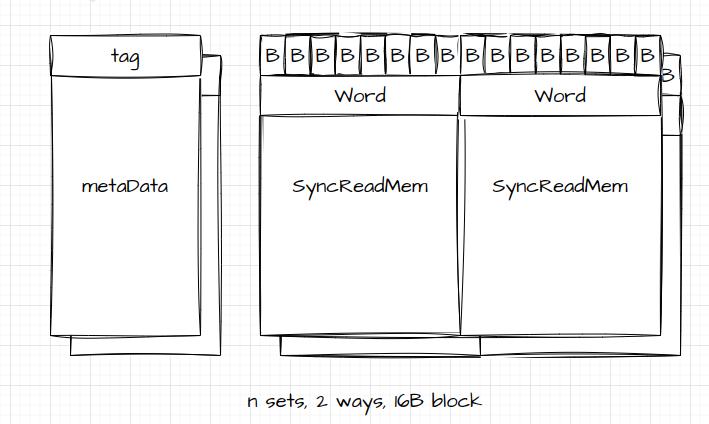 tag
B B B B B B B B B B B B B B B B
B
Word Word
metaData SyncReadMem SyncReadMem
n sets, 2 ways, 16B block